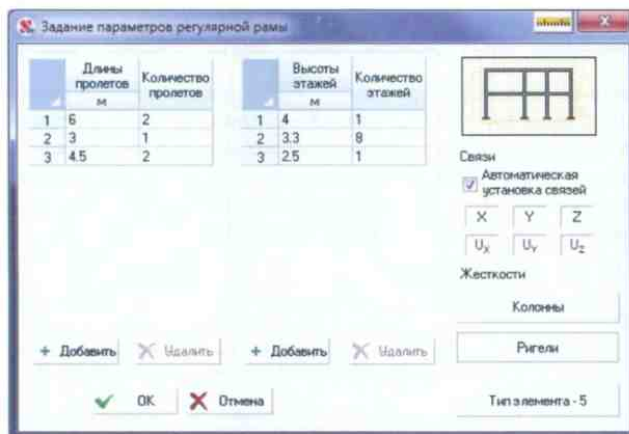 Задание параметров регулярной рамы
Длины пролетов Количество пролетов
м
1 6 2
2 3 1
3 4.5 2
Высоты этажей Количество этажей
м
1 4 1
2 3.3 8
3 2.5 1
Связи
Автоматическая
установка связей
X Y Z
UX UY UZ
Жесткости
Колонны
Ригели
Тип элемента - 5
+ Добавить Удалить + Добавить Удалить
OK Отмена